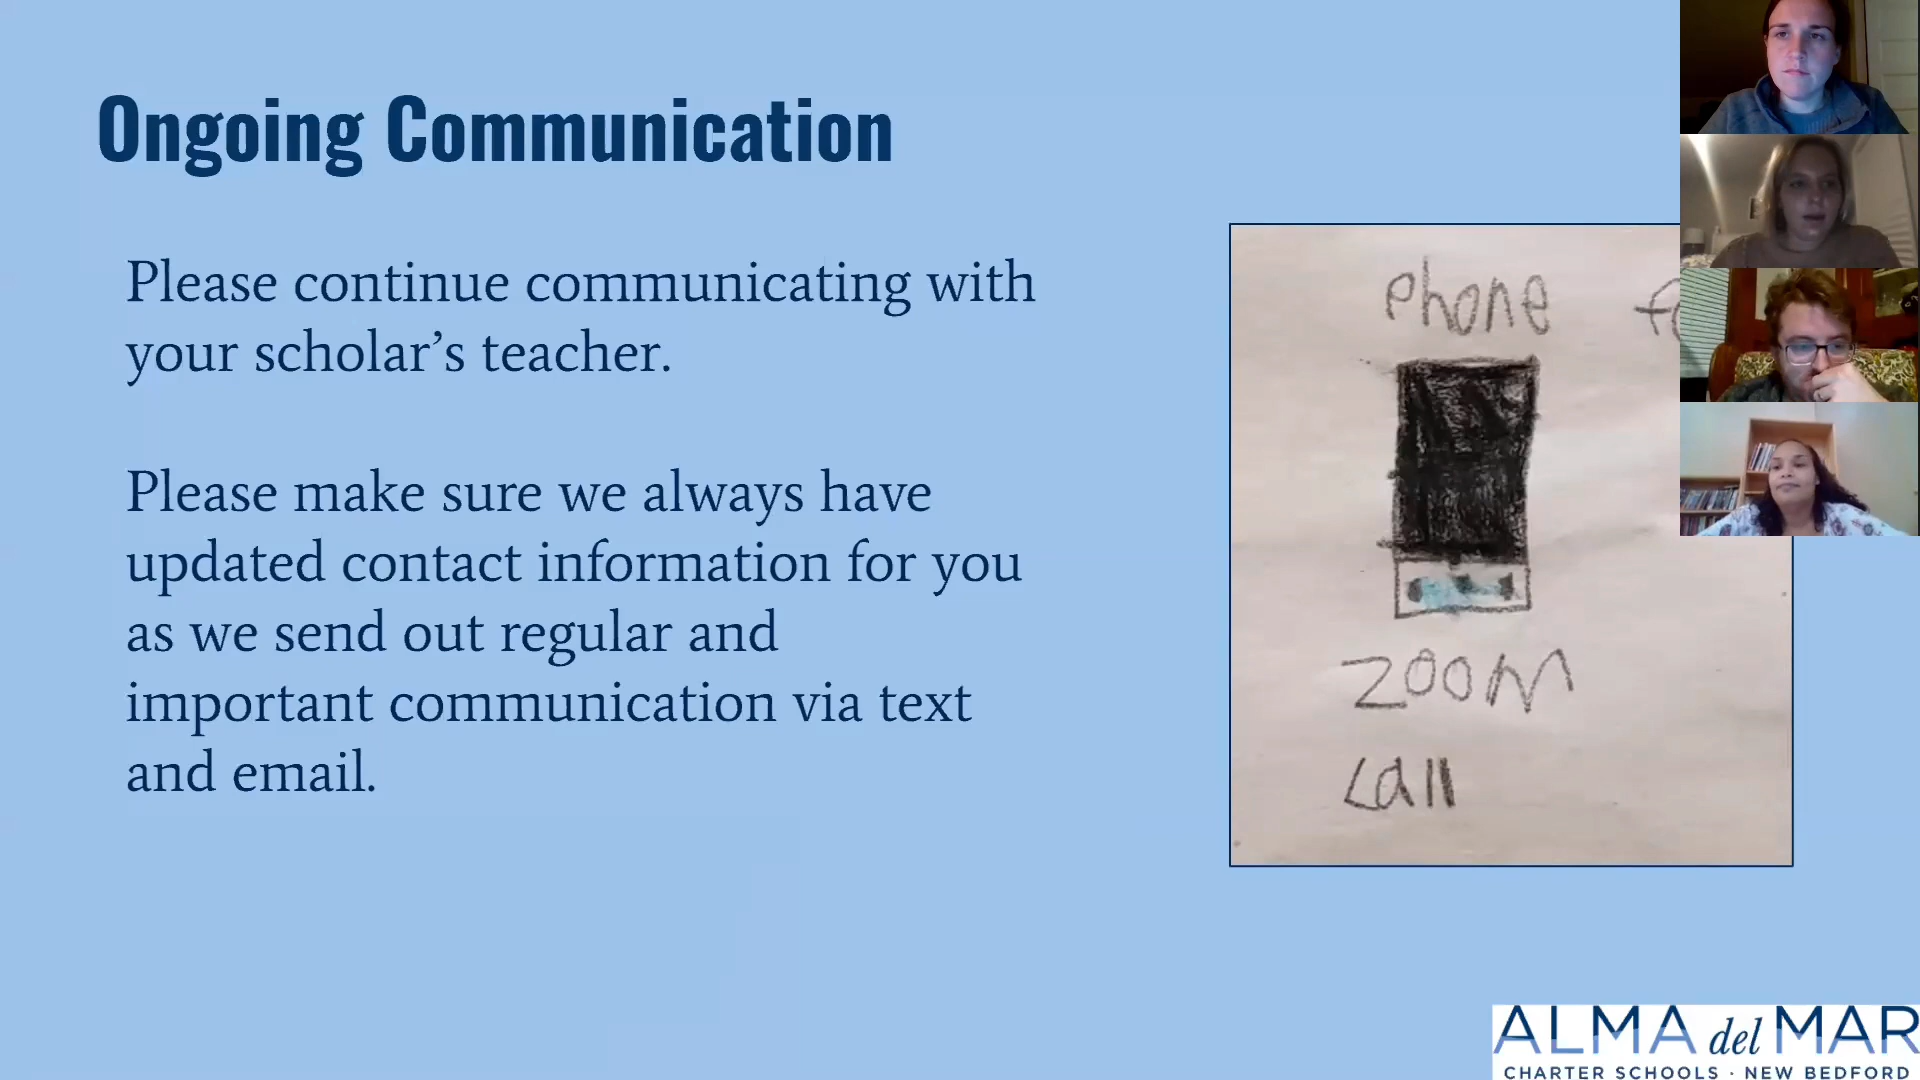 Ongoing Communication
Please continue communicating with
your scholar’s teacher.
Please make sure we always have
updated contact information for you
as we send out regular and
important communication via text
and email.
phone
zoom
call
ALMA del MAR
CHARTER SCHOOLS · NEW BEDFORD